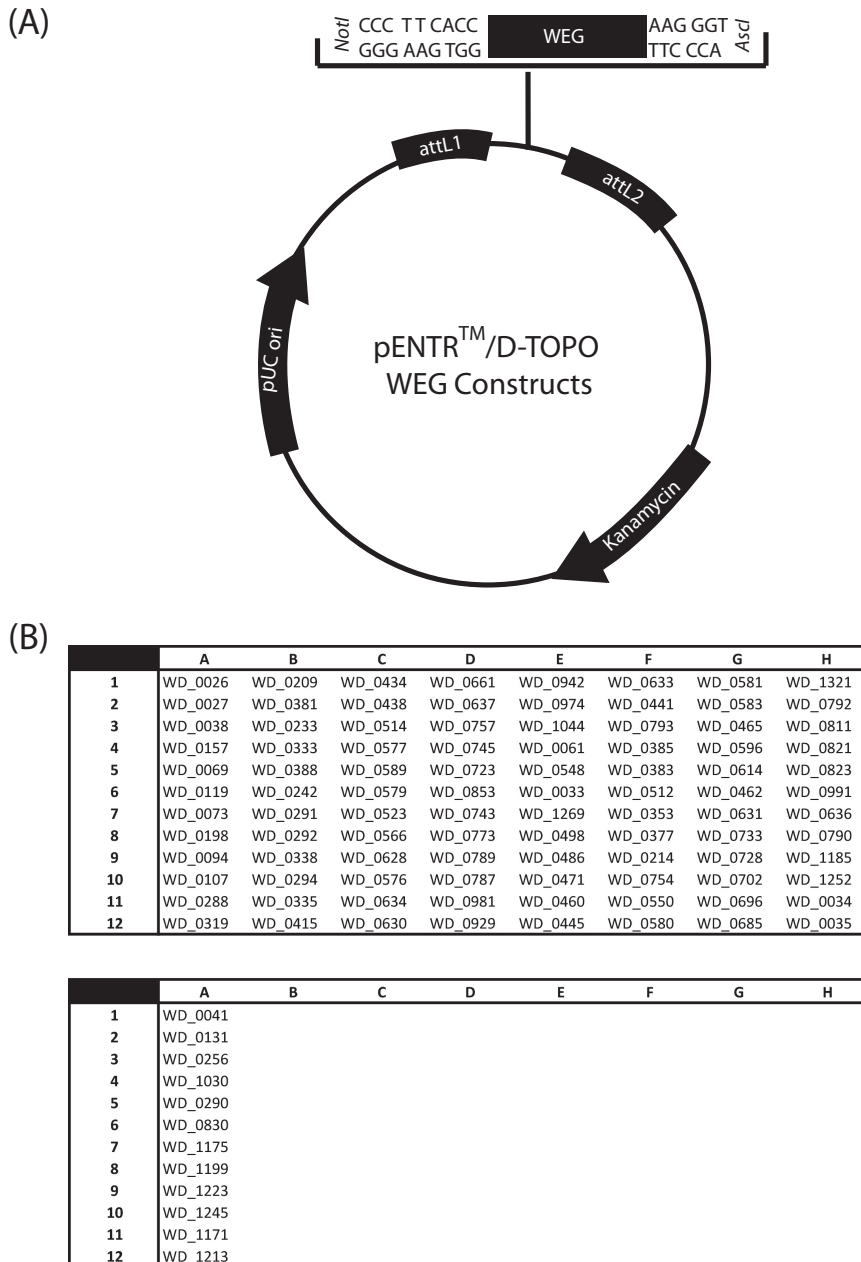 (A)
NotI CCC T T CACC WEG AAG GGT AscI
GGG AAG TGG TTC CCA
attL1
attL2
pUC ori
pENTR™/D-TOPO
WEG Constructs
Kanamycin
(B)
A B C D E F G H
1 WD_0026 WD_0209 WD_0434 WD_0661 WD_0942 WD_0633 WD_0581 WD_1321
2 WD_0027 WD_0381 WD_0438 WD_0637 WD_0974 WD_0441 WD_0583 WD_0792
3 WD_0038 WD_0233 WD_0514 WD_0757 WD_1044 WD_0793 WD_0465 WD_0811
4 WD_0157 WD_0333 WD_0577 WD_0745 WD_0061 WD_0385 WD_0596 WD_0821
5 WD_0069 WD_0388 WD_0589 WD_0723 WD_0548 WD_0383 WD_0614 WD_0823
6 WD_0119 WD_0242 WD_0579 WD_0853 WD_0033 WD_0512 WD_0462 WD_0991
7 WD_0073 WD_0291 WD_0523 WD_0743 WD_1269 WD_0353 WD_0631 WD_0636
8 WD_0198 WD_0292 WD_0566 WD_0773 WD_0498 WD_0377 WD_0733 WD_0790
9 WD_0094 WD_0338 WD_0628 WD_0789 WD_0486 WD_0214 WD_0728 WD_1185
10 WD_0107 WD_0294 WD_0576 WD_0787 WD_0471 WD_0754 WD_0702 WD_1252
11 WD_0288 WD_0335 WD_0634 WD_0981 WD_0460 WD_0550 WD_0696 WD_0034
12 WD_0319 WD_0415 WD_0630 WD_0929 WD_0445 WD_0580 WD_0685 WD_0035
A B C D E F G H
1 WD_0041
2 WD_0131
3 WD_0256
4 WD_1030
5 WD_0290
6 WD_0830
7 WD_1175
8 WD_1199
9 WD_1223
10 WD_1245
11 WD_1171
12 WD_1213